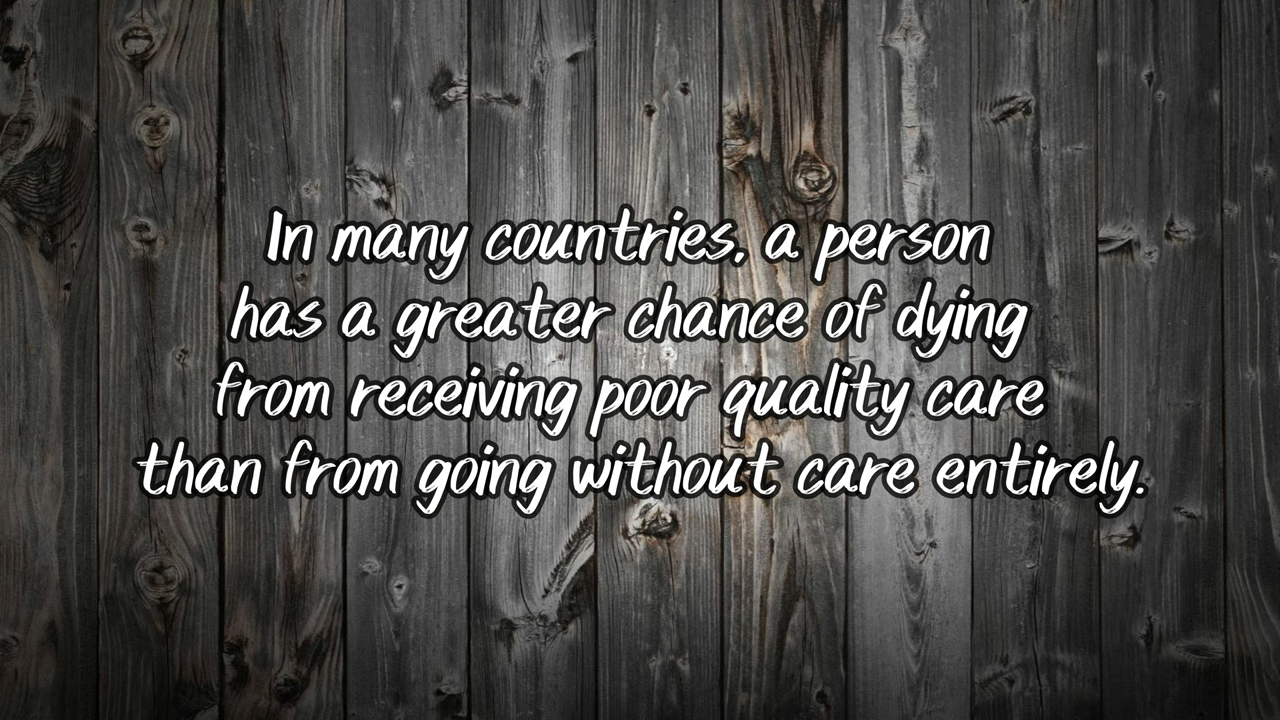 In many countries, a person
has a greater chance of dying
from receiving poor quality care
than from going without care entirely.